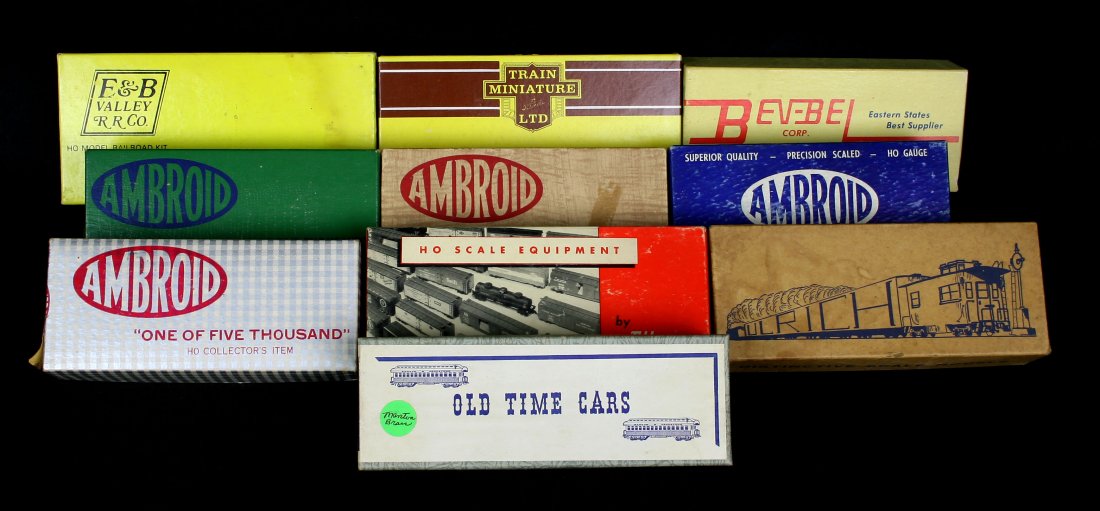 E&B
VALLEY
R.R.CO.
HO MODEL RAILROAD KIT
TRAIN
MINIATURE
LTD
BEV-BEL
CORP.
Eastern States
Best Supplier
AMBROID
AMBROID
SUPERIOR QUALITY – PRECISION SCALED – HO GAUGE
AMBROID
AMBROID
"ONE OF FIVE THOUSAND"
HO COLLECTOR'S ITEM
HO SCALE EQUIPMENT
by
OLD TIME CARS
Manton
Brain